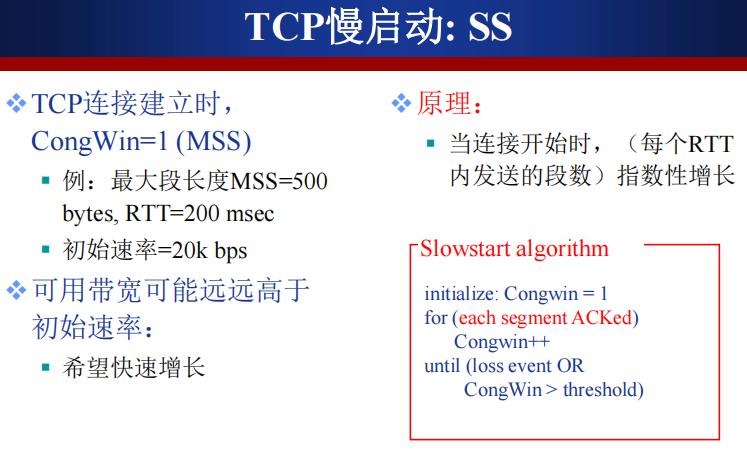 TCP慢启动: SS
TCP连接建立时，
CongWin=1 (MSS)
例：最大段长度MSS=500
bytes, RTT=200 msec
初始速率=20k bps
可用带宽可能远远高于
初始速率：
希望快速增长
原理：
当连接开始时，（每个RTT
内发送的段数）指数性增长
Slowstart algorithm
initialize: Congwin = 1
for (each segment ACKed)
Congwin++
until (loss event OR
CongWin > threshold)